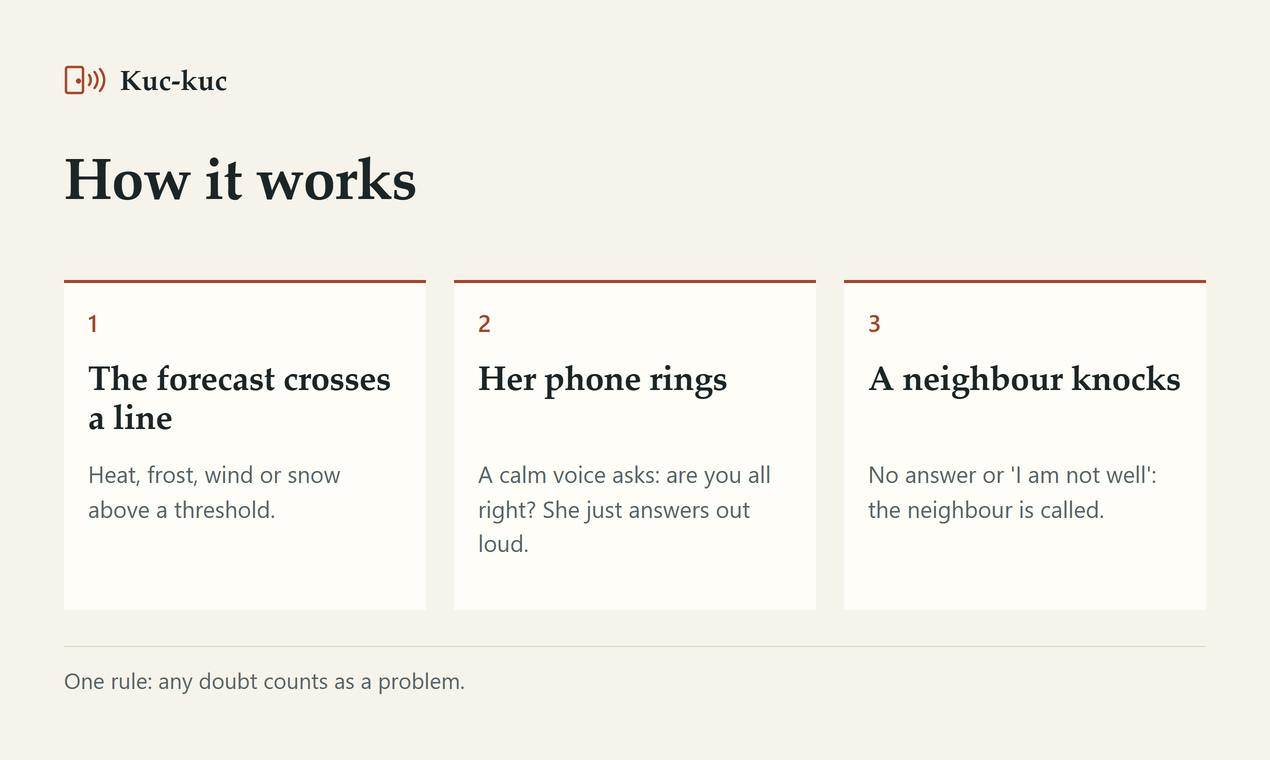 Kuc-kuc
How it works
1
The forecast crosses
a line
Heat, frost, wind or snow
above a threshold.
2
Her phone rings
A calm voice asks: are you all
right? She just answers out
loud.
3
A neighbour knocks
No answer or 'I am not well':
the neighbour is called.
One rule: any doubt counts as a problem.